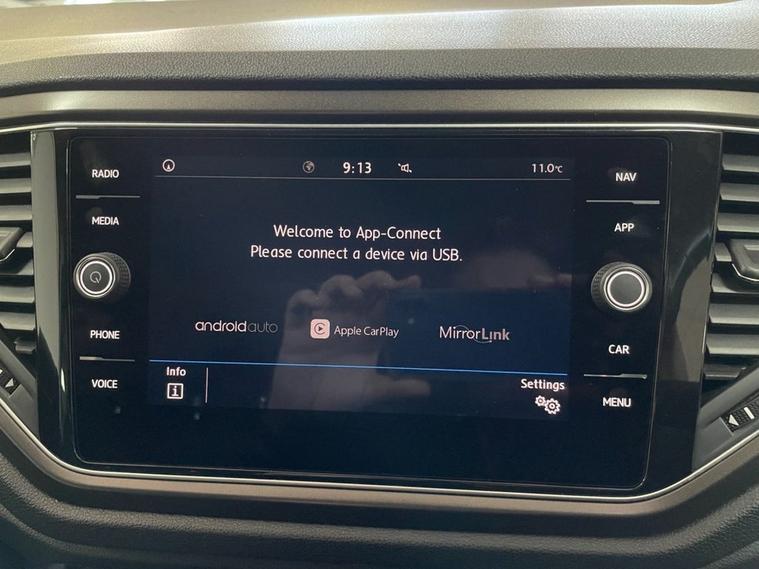 RADIO
MEDIA
PHONE
VOICE
9:13
11.0°C
Welcome to App-Connect
Please connect a device via USB.
androidauto
Apple CarPlay
MirrorLink
Info
Settings
NAV
APP
CAR
MENU